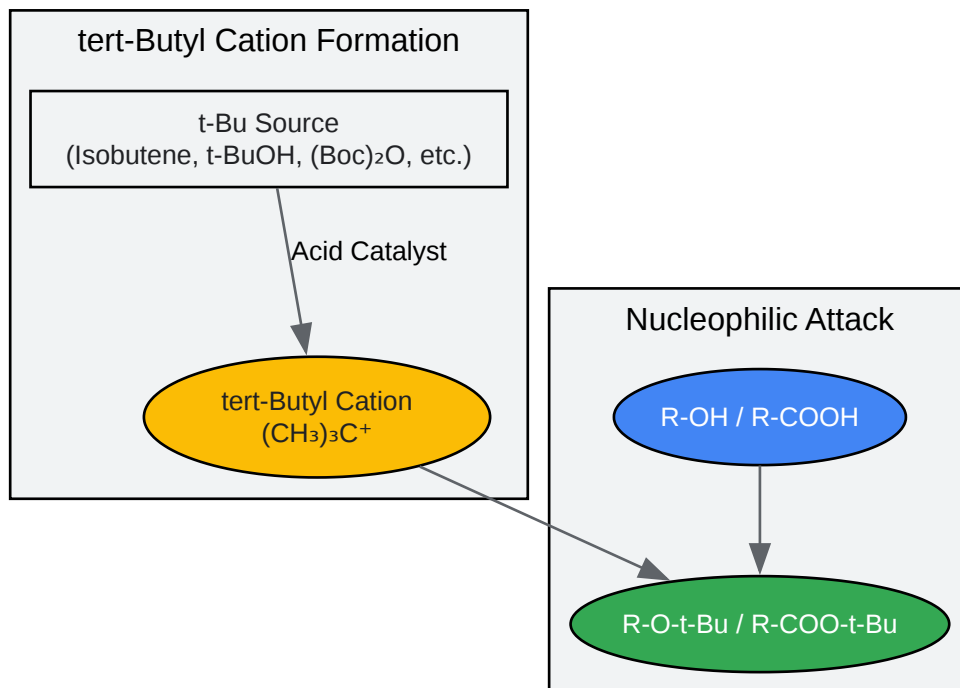 tert-Butyl Cation Formation
t-Bu Source
(Isobutene, t-BuOH, (Boc)₂O, etc.)
Acid Catalyst
tert-Butyl Cation
(CH₃)₃C⁺
Nucleophilic Attack
R-OH / R-COOH
R-O-t-Bu / R-COO-t-Bu